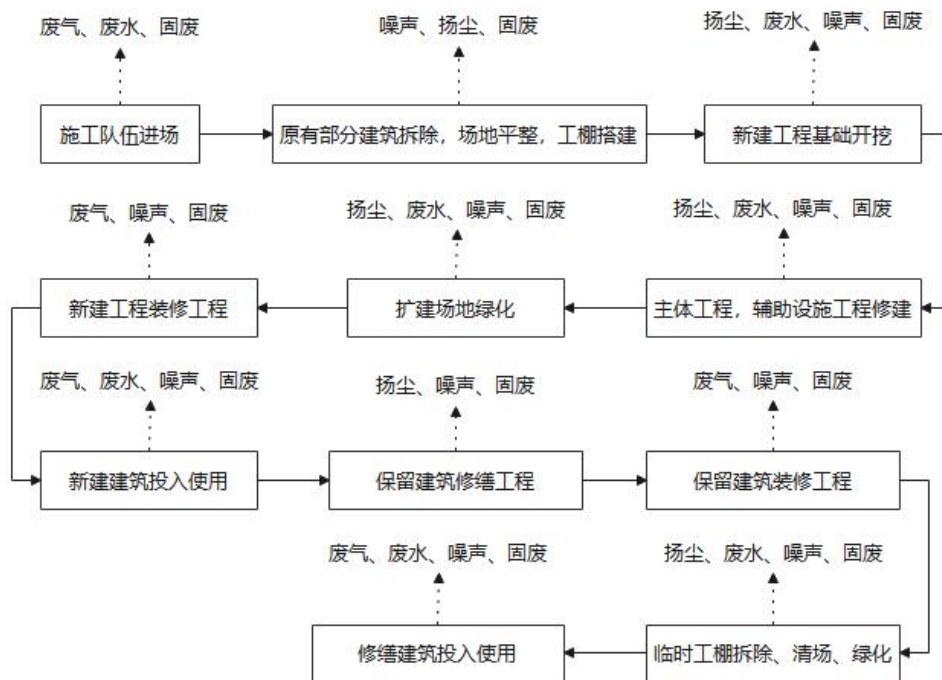 废气、废水、固废
噪声、扬尘、固废
扬尘、废水、噪声、固废
施工队伍进场
原有部分建筑拆除，场地平整，工棚搭建
新建工程基础开挖
废气、噪声、固废
扬尘、废水、噪声、固废
扬尘、废水、噪声、固废
新建工程装修工程
扩建场地绿化
主体工程，辅助设施工程修建
废气、废水、噪声、固废
扬尘、噪声、固废
废气、噪声、固废
新建建筑投入使用
保留建筑修缮工程
保留建筑装修工程
废气、废水、噪声、固废
扬尘、废水、噪声、固废
修缮建筑投入使用
临时工棚拆除、清场、绿化